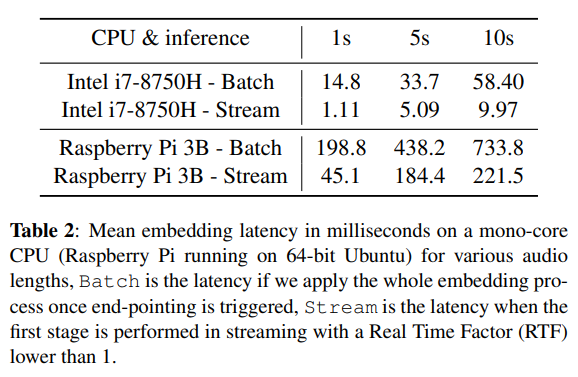 CPU & inference 1s 5s 10s
Intel i7-8750H - Batch 14.8 33.7 58.40
Intel i7-8750H - Stream 1.11 5.09 9.97
Raspberry Pi 3B - Batch 198.8 438.2 733.8
Raspberry Pi 3B - Stream 45.1 184.4 221.5
Table 2: Mean embedding latency in milliseconds on a mono-core
CPU (Raspberry Pi running on 64-bit Ubuntu) for various audio
lengths, Batch is the latency if we apply the whole embedding pro-
cess once end-pointing is triggered, Stream is the latency when the
first stage is performed in streaming with a Real Time Factor (RTF)
lower than 1.